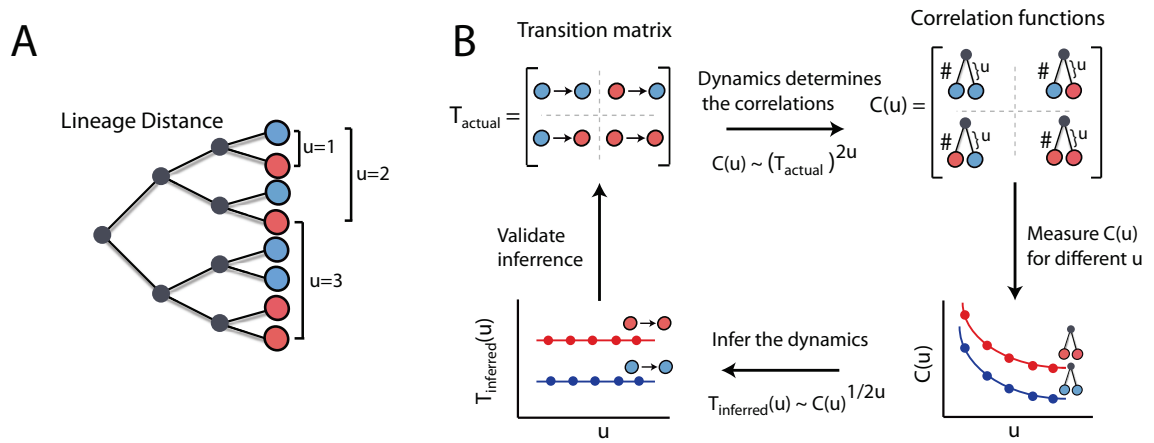 A
Lineage Distance
u=1
u=2
u=3
B
Transition matrix
T_actual =
Dynamics determines
the correlations
C(u) ~ (T_actual)^2u
Correlation functions
C(u) =
# u
# u
# u
# u
Validate
inferrence
Measure C(u)
for different u
T_inferred(u)
u
Infer the dynamics
T_inferred(u) ~ C(u)^1/2u
C(u)
u